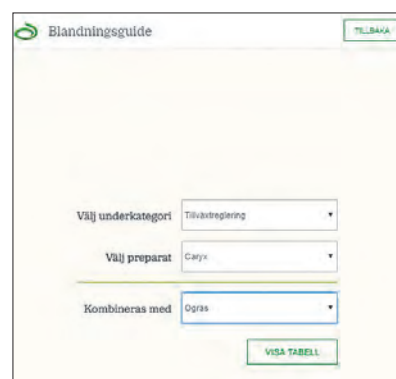 Blandningsguide TILLBAKA
Välj underkategori Tillväxtreglering
Välj preparat Caryx
Kombineras med Ogräs
VISA TABELL